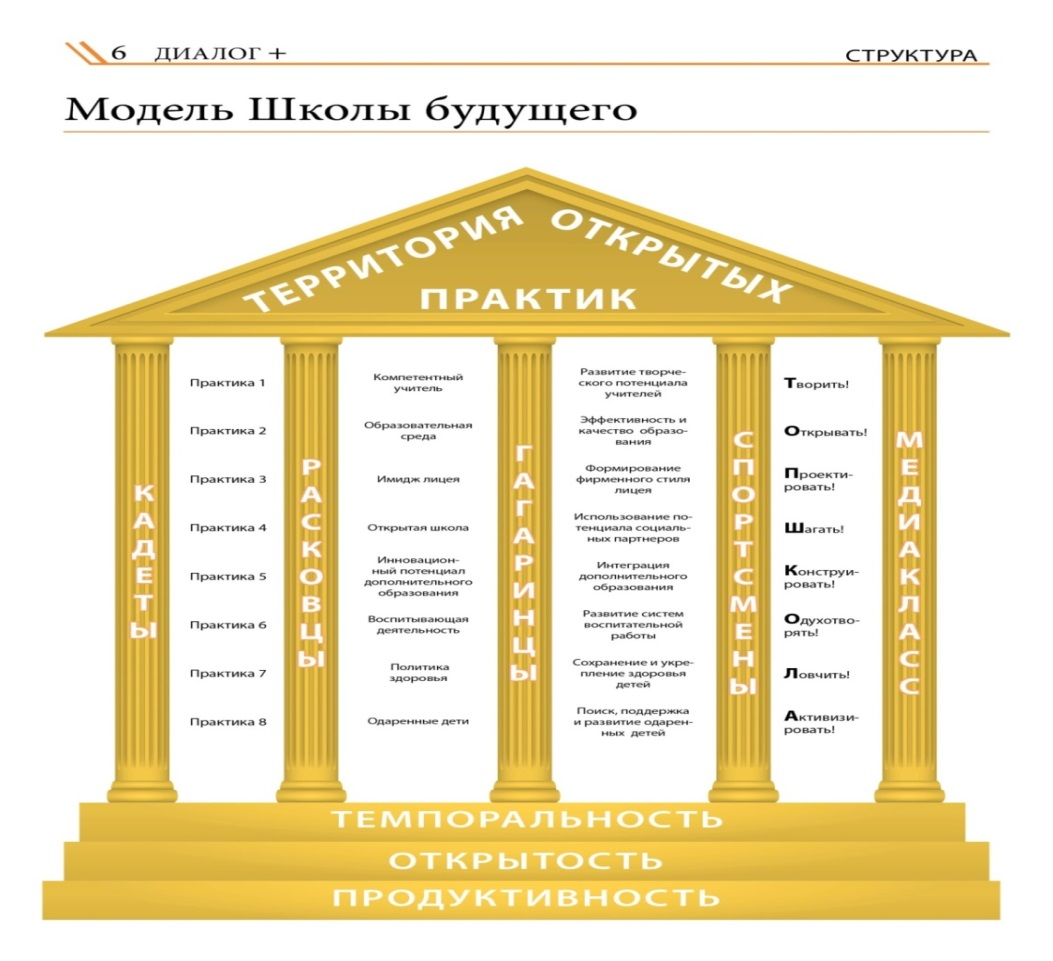 6 ДИАЛОГ +
СТРУКТУРА
Модель Школы будущего
ТЕРРИТОРИЯ ОТКРЫТЫХ
ПРАКТИК
КАДЕТЫ
Практика 1
Практика 2
Практика 3
Практика 4
Практика 5
Практика 6
Практика 7
Практика 8
РАСКОВЦЫ
Компетентный
учитель
Образовательная
среда
Имидж лицея
Открытая школа
Инновацион-
ный потенциал
дополнительного
образования
Воспитывающая
деятельность
Политика
здоровья
Одаренные дети
ГАГАРИНЦЫ
Развитие творче-
ского потенциала
учителей
Эффективность и
качество образо-
вания
Формирование
фирменного стиля
лицея
Использование по-
тенциала социаль-
ных партнеров
Интеграция
дополнительного
образования
Развитие систем
воспитательной
работы
Сохранение и укре-
пление здоровья
детей
Поиск, поддержка
и развитие одарен-
ных детей
СПОРТСМЕНЫ
Творить!
Открывать!
Проекти-
ровать!
Шагать!
Конструи-
ровать!
Одухотво-
рять!
Ловчить!
Активизи-
ровать!
МЕДИАКЛАСС
ТЕМПОРАЛЬНОСТЬ
ОТКРЫТОСТЬ
ПРОДУКТИВНОСТЬ